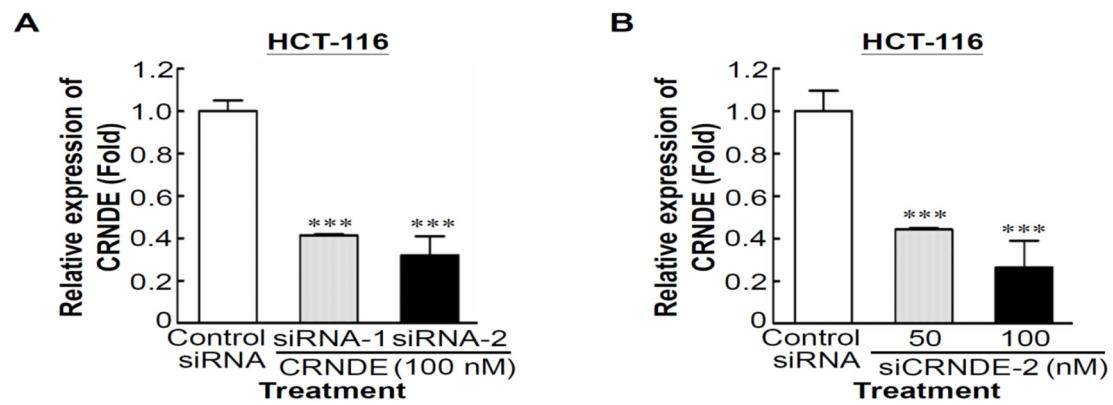 A
HCT-116
Relative expression of
CRNDE (Fold)
1.2
1.0
0.8
0.6
0.4
0.2
0
***
***
Control
siRNA
siRNA-1
siRNA-2
CRNDE (100 nM)
Treatment
B
HCT-116
Relative expression of
CRNDE (Fold)
1.2
1.0
0.8
0.6
0.4
0.2
0
***
***
Control
siRNA
50
100
siCRNDE-2 (nM)
Treatment